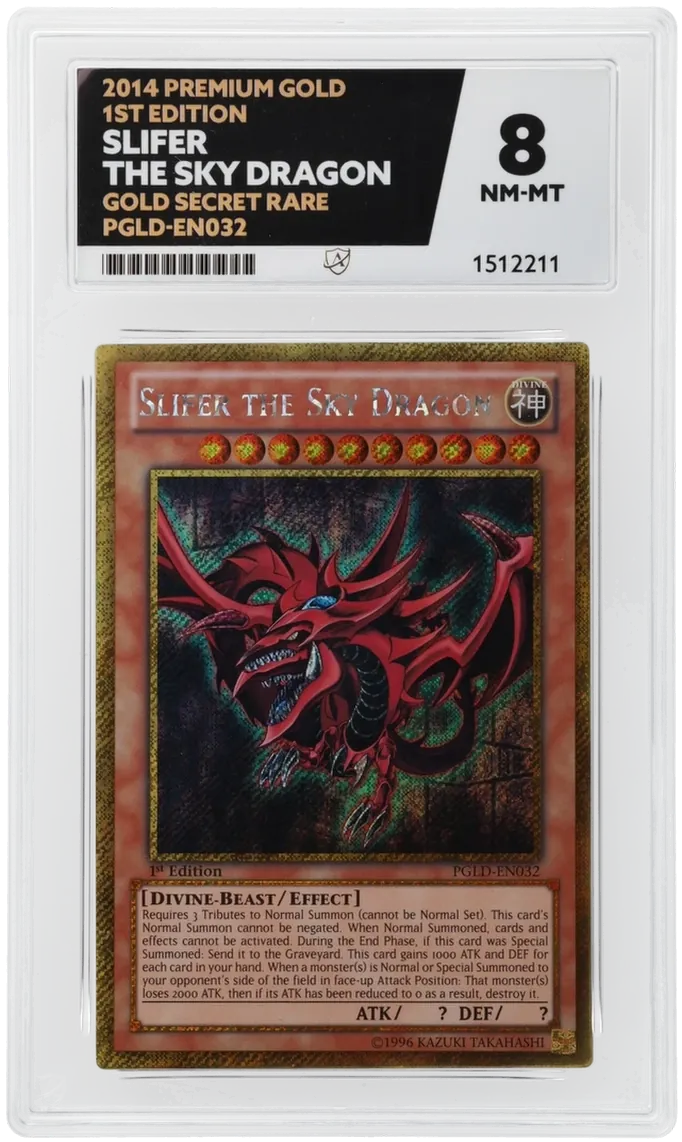 2014 PREMIUM GOLD
1ST EDITION
SLIFER
THE SKY DRAGON
GOLD SECRET RARE
PGLD-EN032
8
NM-MT
1512211
SLIFER THE SKY DRAGON
DIVINE
神
1st Edition
PGLD-EN032
[DIVINE-BEAST/EFFECT]
Requires 3 Tributes to Normal Summon (cannot be Normal Set). This card's
Normal Summon cannot be negated. When Normal Summoned, cards and
effects cannot be activated. During the End Phase, if this card was Special
Summoned: Send it to the Graveyard. This card gains 1000 ATK and DEF for
each card in your hand. When a monster(s) is Normal or Special Summoned to
your opponent's side of the field in face-up Attack Position: That monster(s)
loses 2000 ATK, then if its ATK has been reduced to 0 as a result, destroy it.
ATK/ ? DEF/ ?
©1996 KAZUKI TAKAHASHI